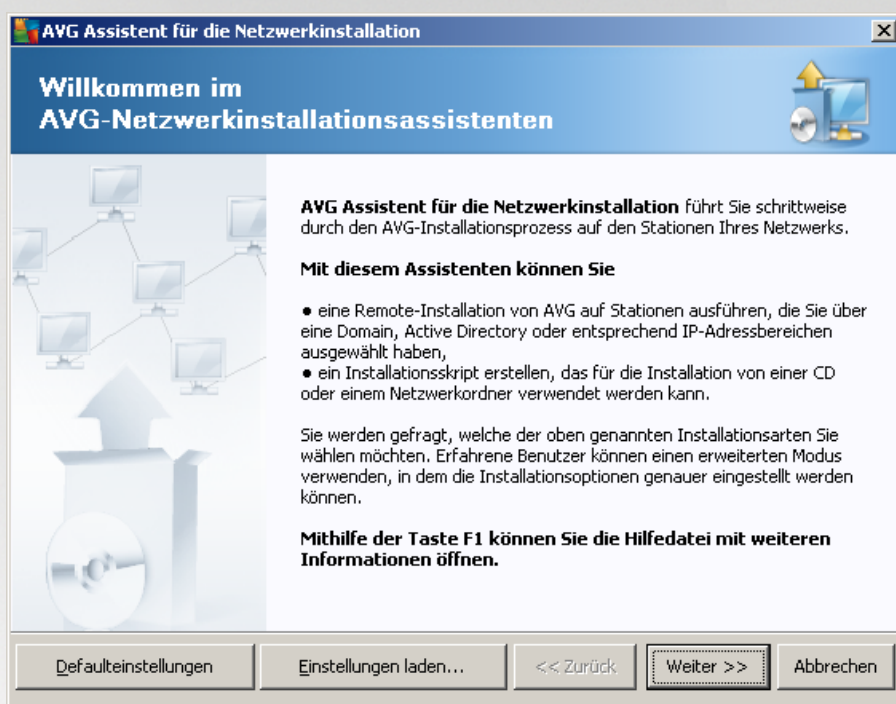 AVG Assistent für die Netzwerkinstallation
Willkommen im
AVG-Netzwerkinstallationsassistenten
AVG Assistent für die Netzwerkinstallation führt Sie schrittweise
durch den AVG-Installationsprozess auf den Stationen Ihres Netzwerks.
Mit diesem Assistenten können Sie
● eine Remote-Installation von AVG auf Stationen ausführen, die Sie über
eine Domain, Active Directory oder entsprechend IP-Adressbereichen
ausgewählt haben,
● ein Installationsskript erstellen, das für die Installation von einer CD
oder einem Netzwerkordner verwendet werden kann.
Sie werden gefragt, welche der oben genannten Installationsarten Sie
wählen möchten. Erfahrene Benutzer können einen erweiterten Modus
verwenden, in dem die Installationsoptionen genauer eingestellt werden
können.
Mithilfe der Taste F1 können Sie die Hilfedatei mit weiteren
Informationen öffnen.
Defaulteinstellungen Einstellungen laden... << Zurück Weiter >> Abbrechen